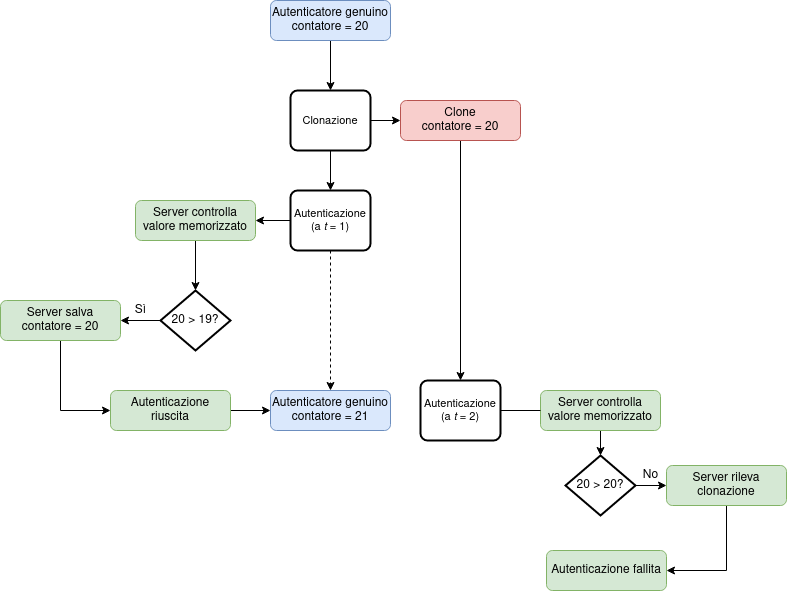 Autenticatore genuino
contatore = 20
Clonazione
Clone
contatore = 20
Autenticazione
(a t = 1)
Server controlla
valore memorizzato
20 > 19?
Sì
Server salva
contatore = 20
Autenticazione
riuscita
Autenticatore genuino
contatore = 21
Autenticazione
(a t = 2)
Server controlla
valore memorizzato
20 > 20?
No
Server rileva
clonazione
Autenticazione fallita